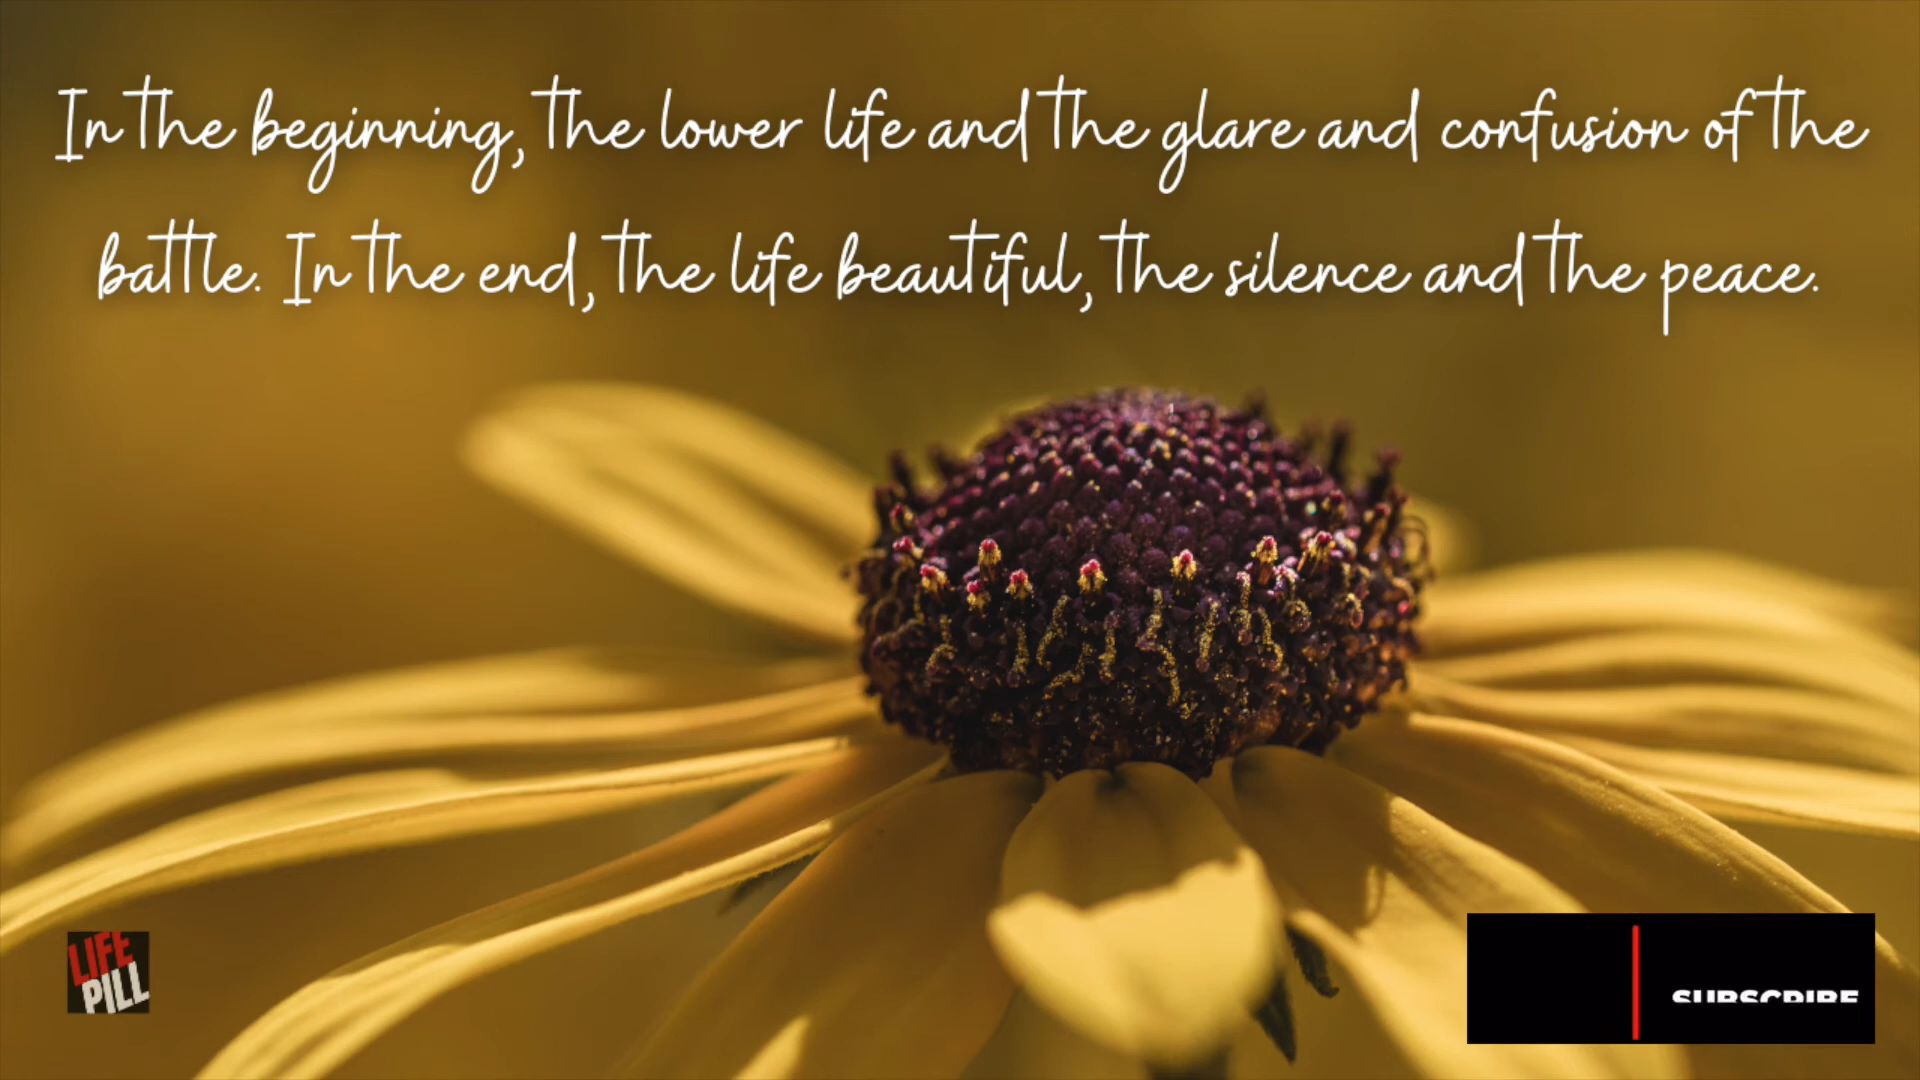 In the beginning, the lower life and the glare and confusion of the
battle. In the end, the life beautiful, the silence and the peace.
LIFE
PILL
SUBSCRIBE